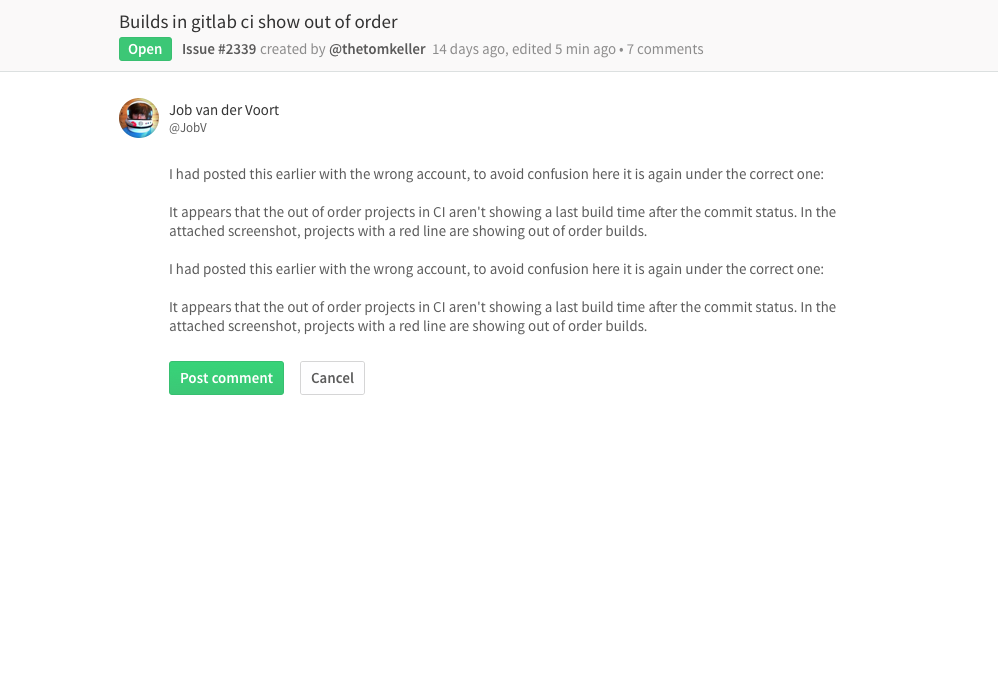 Builds in gitlab ci show out of order
Open Issue #2339 created by @thetomkeller 14 days ago, edited 5 min ago • 7 comments
Job van der Voort
@JobV
I had posted this earlier with the wrong account, to avoid confusion here it is again under the correct one:
It appears that the out of order projects in CI aren't showing a last build time after the commit status. In the
attached screenshot, projects with a red line are showing out of order builds.
I had posted this earlier with the wrong account, to avoid confusion here it is again under the correct one:
It appears that the out of order projects in CI aren't showing a last build time after the commit status. In the
attached screenshot, projects with a red line are showing out of order builds.
Post comment Cancel